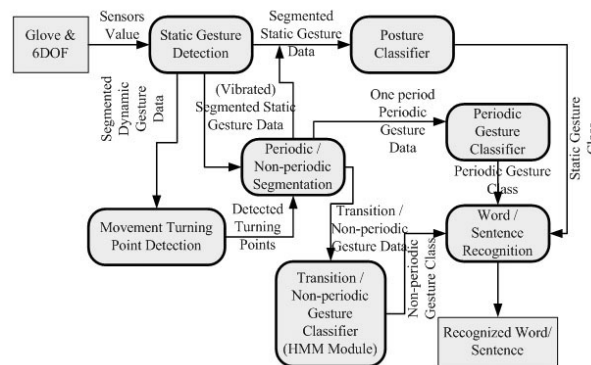 Glove &
6DOF
Sensors
Value
Static Gesture
Detection
Segmented
Static Gesture
Data
Posture
Classifier
Segmented
Dynamic
Gesture
Data
(Vibrated)
Segmented Static
Gesture Data
One period
Periodic
Gesture
Data
Periodic
Gesture
Classifier
Static Gesture
Class
Periodic /
Non-periodic
Segmentation
Periodic Gesture
Class
Movement Turning
Point Detection
Detected
Turning
Points
Transition /
Non-periodic
Gesture Data
Word /
Sentence
Recognition
Transition /
Non-periodic
Gesture
Classifier
(HMM Module)
Non-periodic
Gesture Class
Recognized Word/
Sentence